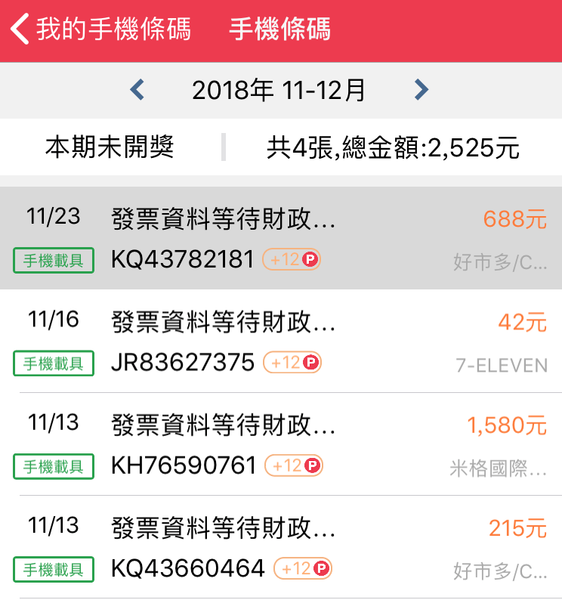 我的手機條碼 手機條碼
2018年 11-12月
本期未開獎 共4張,總金額:2,525元
11/23 發票資料等待財政... 688元
手機載具 KQ43782181 +12 P 好市多/C...
11/16 發票資料等待財政... 42元
手機載具 JR83627375 +12 P 7-ELEVEN
11/13 發票資料等待財政... 1,580元
手機載具 KH76590761 +12 P 米格國際...
11/13 發票資料等待財政... 215元
手機載具 KQ43660464 +12 P 好市多/C...